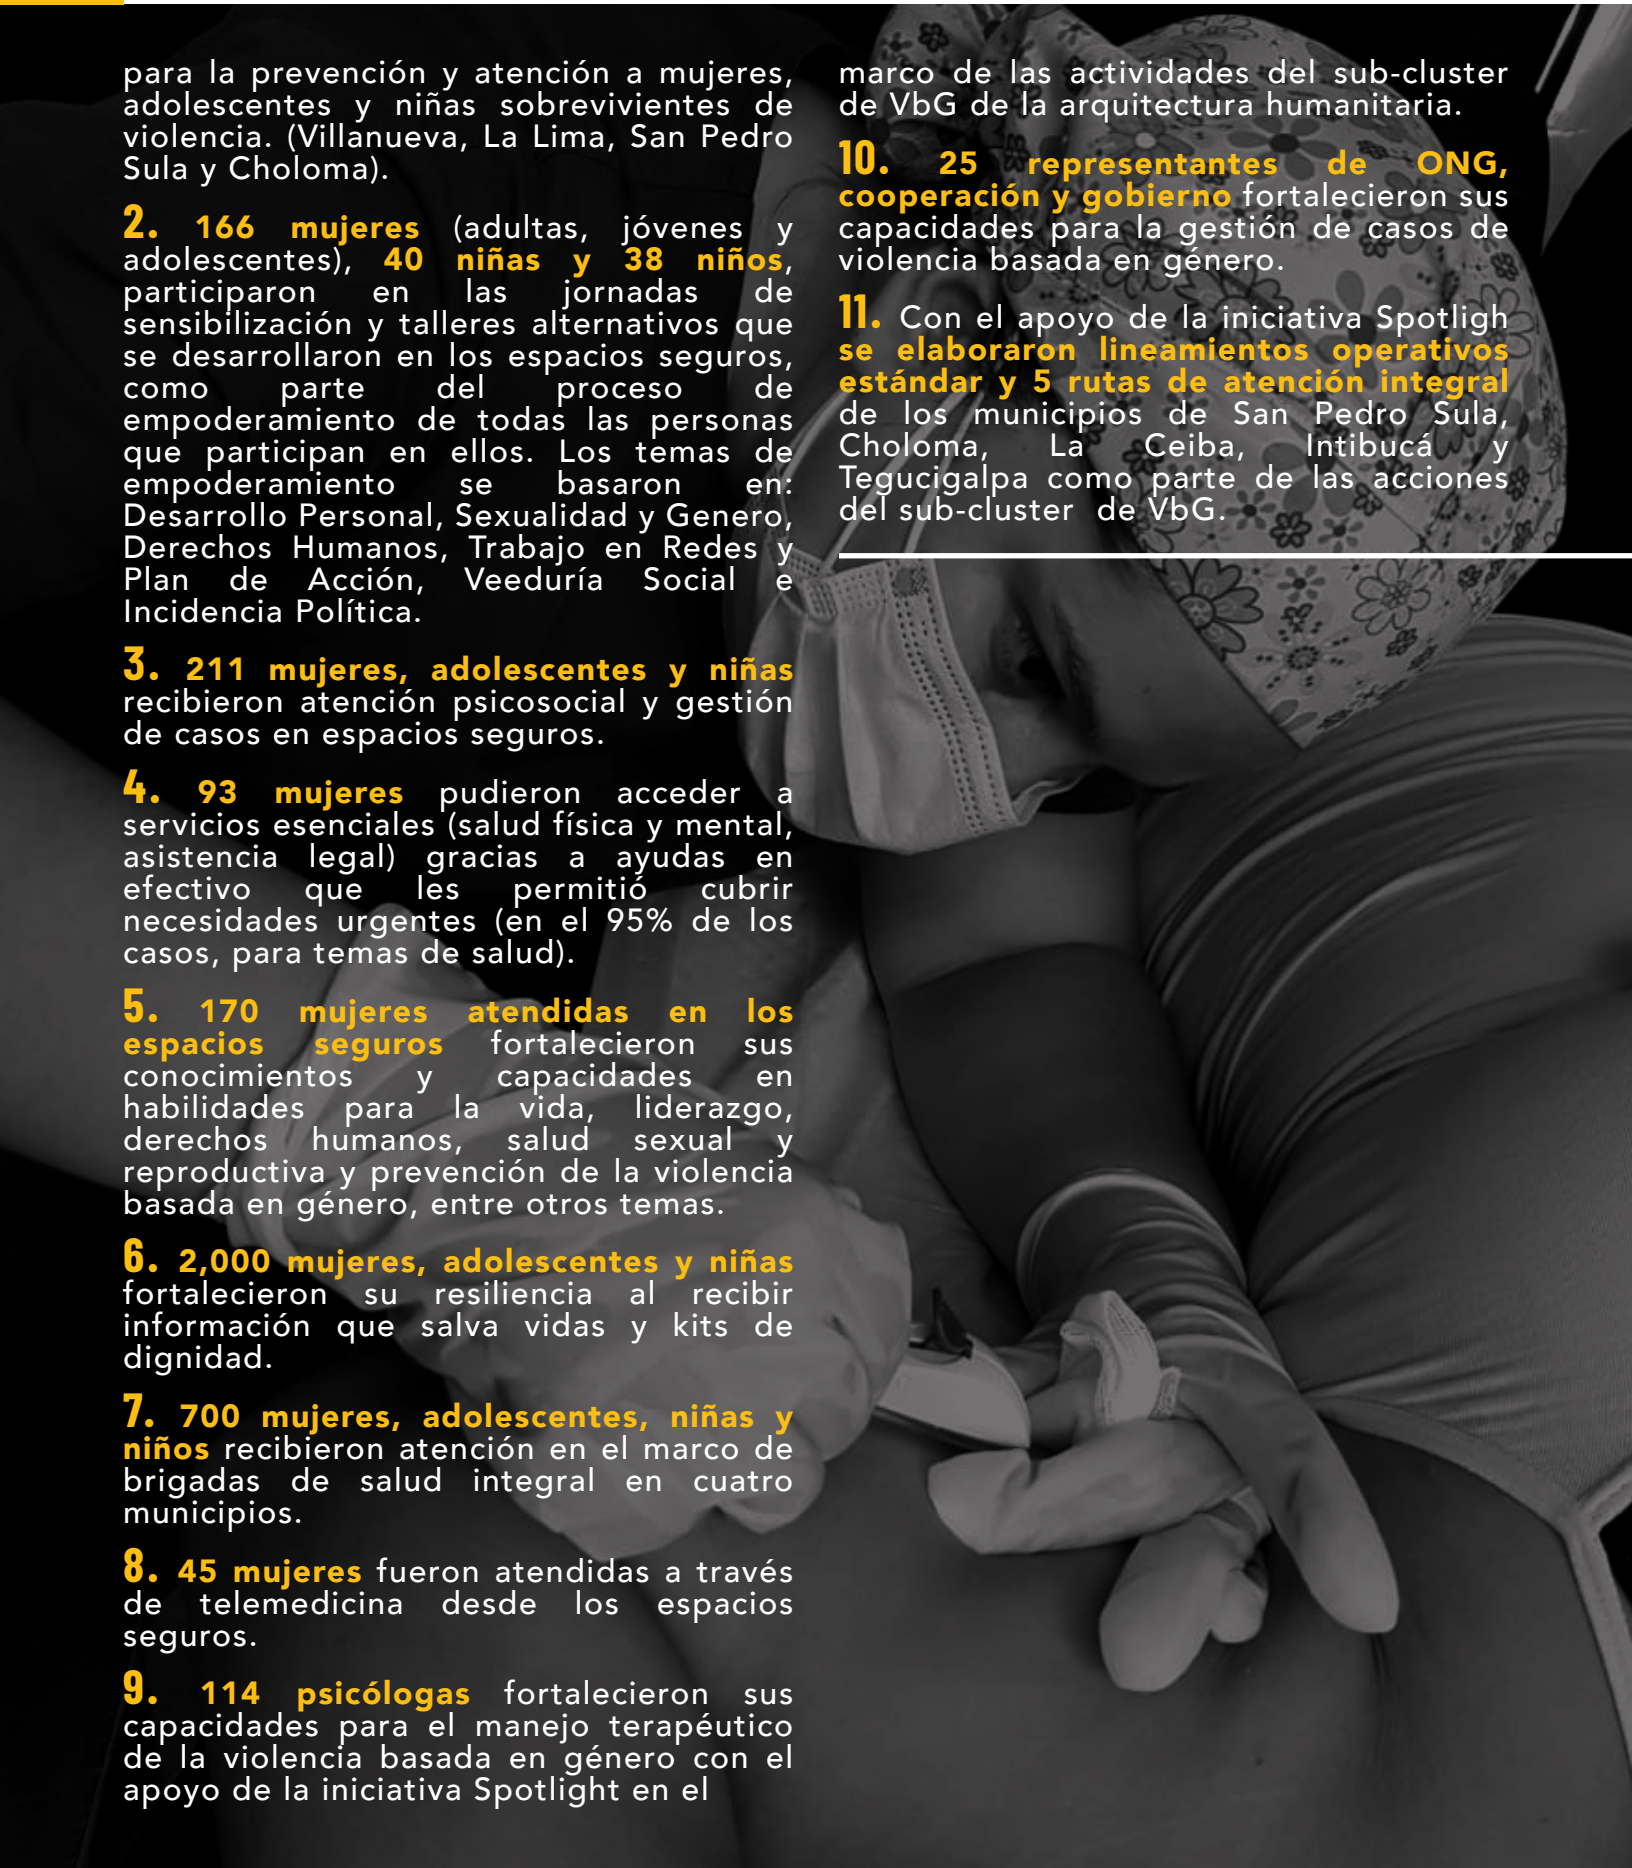 para la prevención y atención a mujeres,
adolescentes y niñas sobrevivientes de
violencia. (Villanueva, La Lima, San Pedro
Sula y Choloma).
2. 166 mujeres (adultas, jóvenes y
adolescentes), 40 niñas y 38 niños,
participaron en las jornadas de
sensibilización y talleres alternativos que
se desarrollaron en los espacios seguros,
como parte del proceso de
empoderamiento de todas las personas
que participan en ellos. Los temas de
empoderamiento se basaron en:
Desarrollo Personal, Sexualidad y Genero,
Derechos Humanos, Trabajo en Redes y
Plan de Acción, Veeduría Social e
Incidencia Política.
3. 211 mujeres, adolescentes y niñas
recibieron atención psicosocial y gestión
de casos en espacios seguros.
4. 93 mujeres pudieron acceder a
servicios esenciales (salud física y mental,
asistencia legal) gracias a ayudas en
efectivo que les permitió cubrir
necesidades urgentes (en el 95% de los
casos, para temas de salud).
5. 170 mujeres atendidas en los
espacios seguros fortalecieron sus
conocimientos y capacidades en
habilidades para la vida, liderazgo,
derechos humanos, salud sexual y
reproductiva y prevención de la violencia
basada en género, entre otros temas.
6. 2,000 mujeres, adolescentes y niñas
fortalecieron su resiliencia al recibir
información que salva vidas y kits de
dignidad.
7. 700 mujeres, adolescentes, niñas y
niños recibieron atención en el marco de
brigadas de salud integral en cuatro
municipios.
8. 45 mujeres fueron atendidas a través
de telemedicina desde los espacios
seguros.
9. 114 psicólogas fortalecieron sus
capacidades para el manejo terapéutico
de la violencia basada en género con el
apoyo de la iniciativa Spotlight en el
marco de las actividades del sub-cluster
de VbG de la arquitectura humanitaria.
10. 25 representantes de ONG,
cooperación y gobierno fortalecieron sus
capacidades para la gestión de casos de
violencia basada en género.
11. Con el apoyo de la iniciativa Spotligh
se elaboraron lineamientos operativos
estándar y 5 rutas de atención integral
de los municipios de San Pedro Sula,
Choloma, La Ceiba, Intibucá y
Tegucigalpa como parte de las acciones
del sub-cluster de VbG.